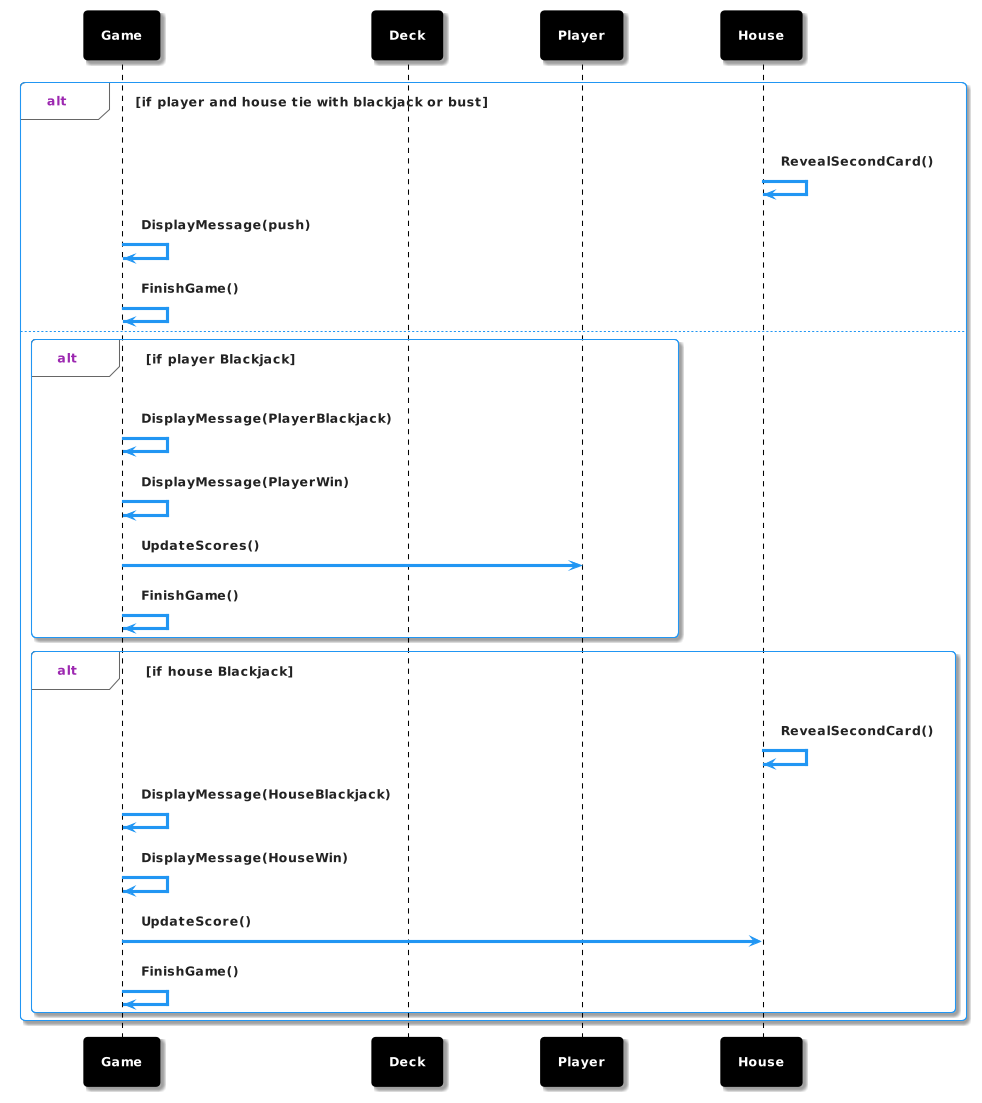 Game Deck Player House
alt [if player and house tie with blackjack or bust]
RevealSecondCard()
DisplayMessage(push)
FinishGame()
alt [if player Blackjack]
DisplayMessage(PlayerBlackjack)
DisplayMessage(PlayerWin)
UpdateScores()
FinishGame()
alt [if house Blackjack]
RevealSecondCard()
DisplayMessage(HouseBlackjack)
DisplayMessage(HouseWin)
UpdateScore()
FinishGame()
Game Deck Player House